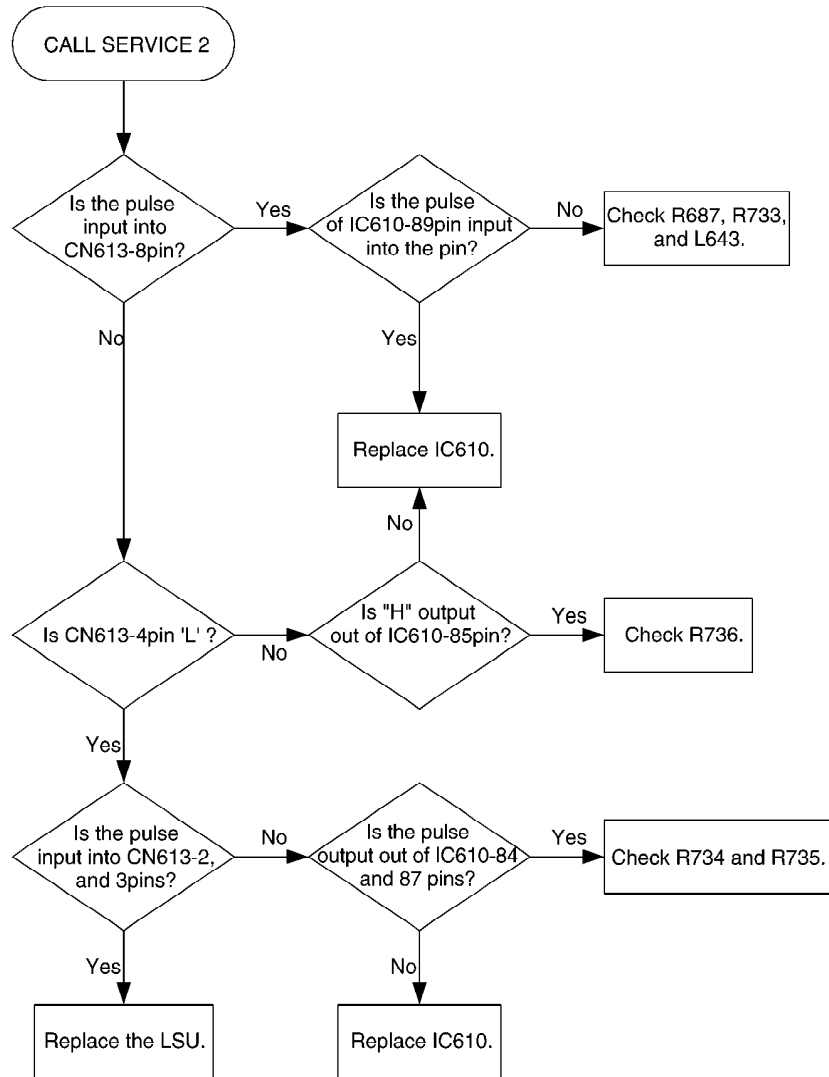 CALL SERVICE 2
Is the pulse
input into
CN613-8pin?
Yes
Is the pulse
of IC610-89pin input
into the pin?
No
Check R687, R733,
and L643.
No
Yes
Replace IC610.
No
Is CN613-4pin 'L' ?
No
Is "H" output
out of IC610-85pin?
Yes
Check R736.
Yes
Is the pulse
input into CN613-2,
and 3pins?
No
Is the pulse
output out of IC610-84
and 87 pins?
Yes
Check R734 and R735.
Yes
No
Replace the LSU.
Replace IC610.